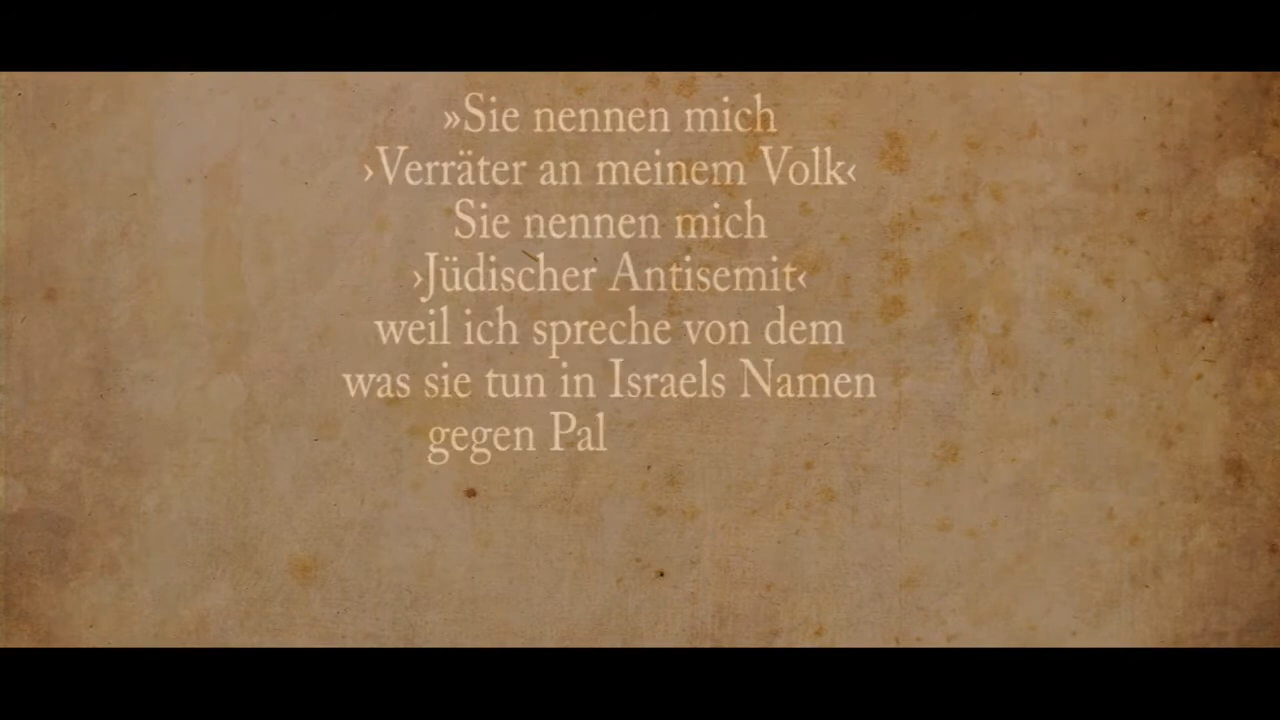 »Sie nennen mich
›Verräter an meinem Volk‹
Sie nennen mich
›Jüdischer Antisemit‹
weil ich spreche von dem
was sie tun in Israels Namen
gegen Pal